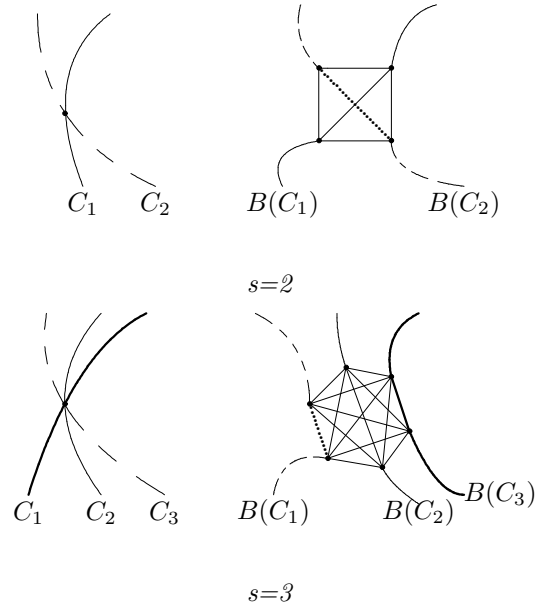 C₁ C₂ B(C₁) B(C₂)
s=2
C₁ C₂ C₃ B(C₁) B(C₂) B(C₃)
s=3